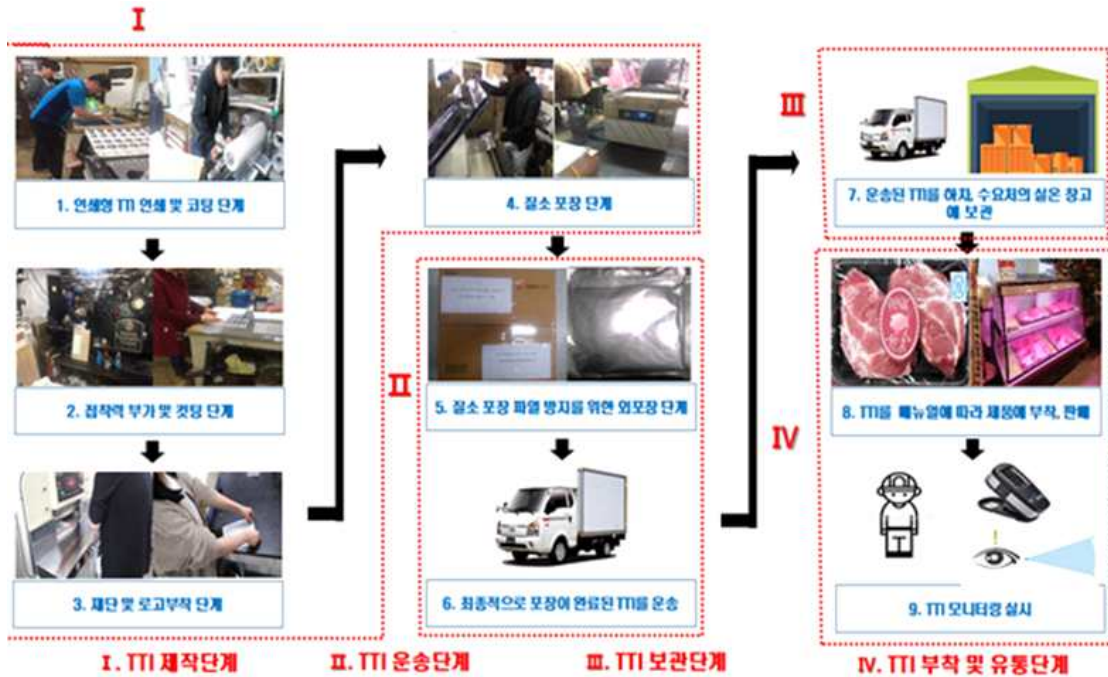 I
1. 인쇄형 TTI 인쇄 및 코팅 단계
2. 접착력 부가 및 컷팅 단계
3. 재단 및 로고부착 단계
4. 질소 포장 단계
II
5. 질소 포장 파열 방지를 위한 외포장 단계
6. 최종적으로 포장이 완료된 TTI를 운송
III
7. 운송된 TTI를 하차, 수요처의 실온 창고
에 보관
IV
8. TTI를 메뉴얼에 따라 제품에 부착, 판매
9. TTI 모니터링 실시
I. TTI 제작단계
II. TTI 운송단계
III. TTI 보관단계
IV. TTI 부착 및 유통단계